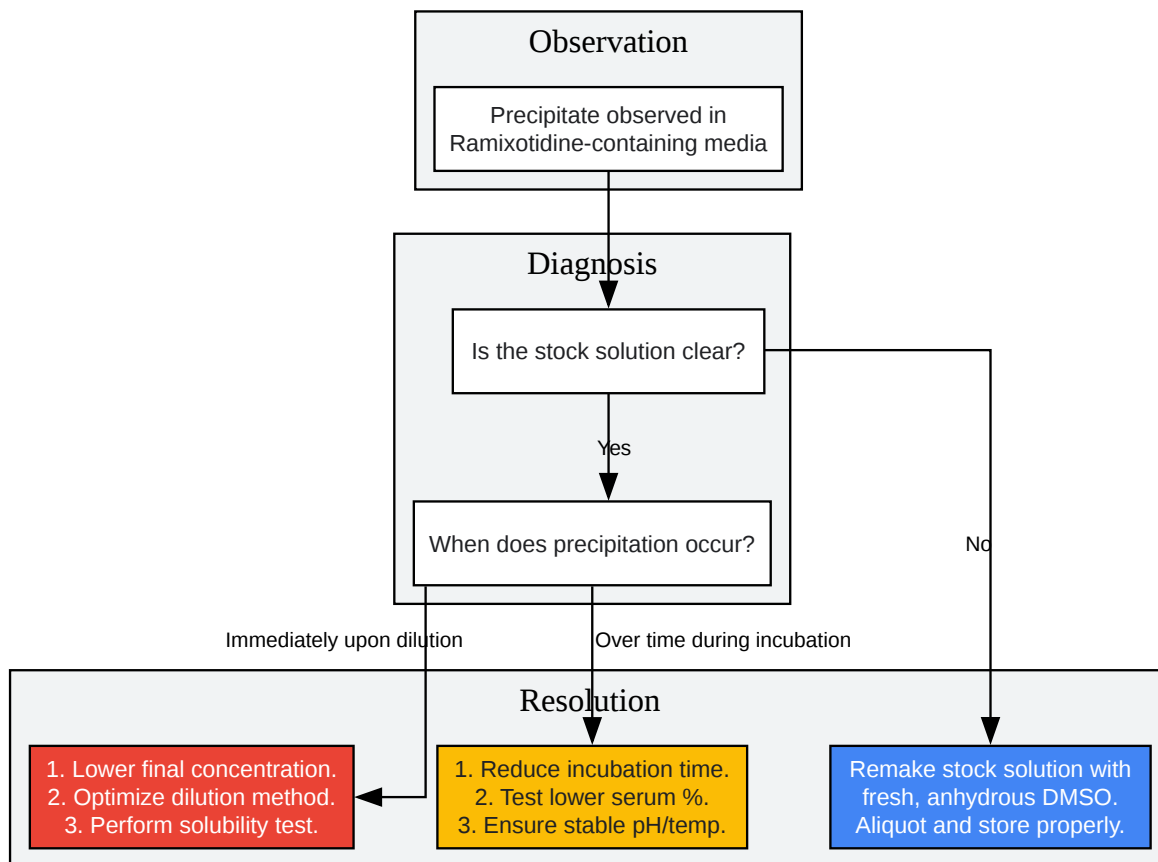 Observation
Precipitate observed in
Ramixotidine-containing media
Diagnosis
Is the stock solution clear?
Yes
When does precipitation occur?
No
Immediately upon dilution
Over time during incubation
Resolution
1. Lower final concentration.
2. Optimize dilution method.
3. Perform solubility test.
1. Reduce incubation time.
2. Test lower serum %.
3. Ensure stable pH/temp.
Remake stock solution with
fresh, anhydrous DMSO.
Aliquot and store properly.